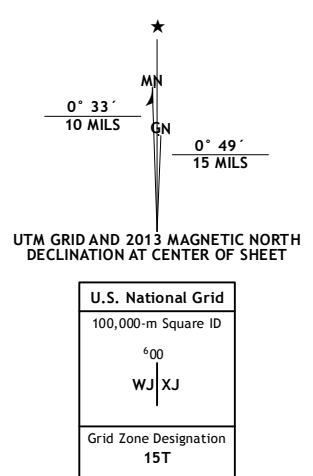 MN
0° 33´
10 MILS
GN
0° 49´
15 MILS
UTM GRID AND 2013 MAGNETIC NORTH
DECLINATION AT CENTER OF SHEET
U.S. National Grid
100,000-m Square ID
⁶00
WJ XJ
Grid Zone Designation
15T